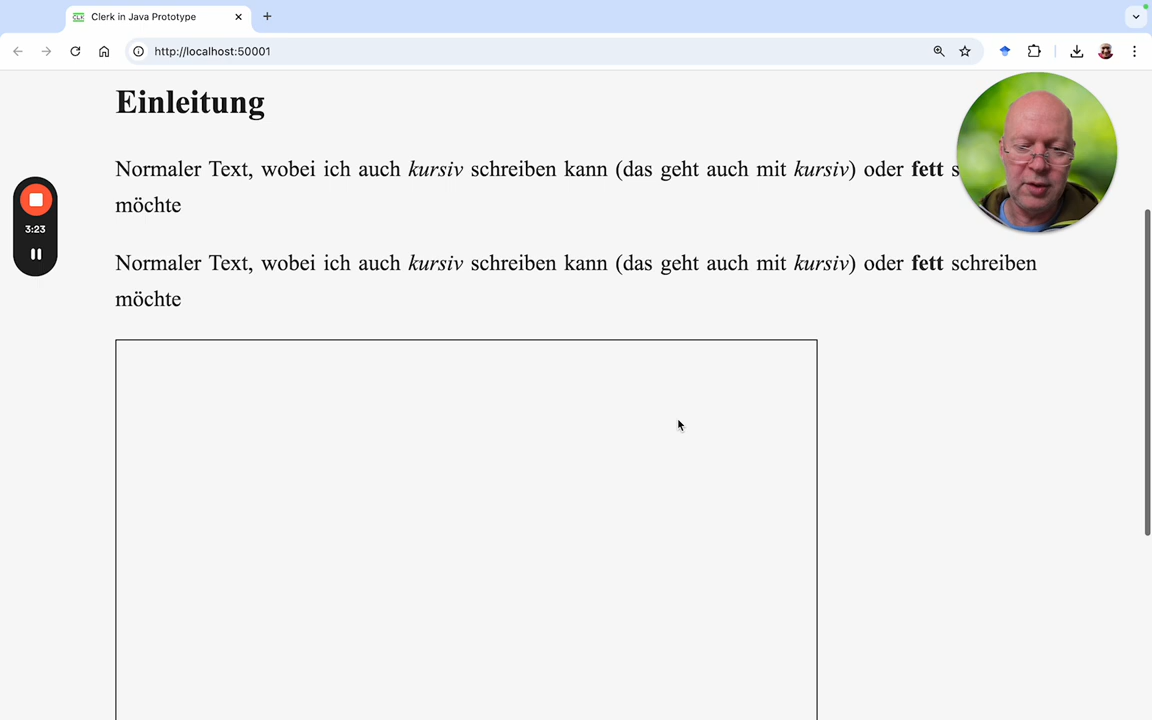 CLK Clerk in Java Prototype
http://localhost:50001
Einleitung
Normaler Text, wobei ich auch kursiv schreiben kann (das geht auch mit kursiv) oder fett s
möchte
3:23
Normaler Text, wobei ich auch kursiv schreiben kann (das geht auch mit kursiv) oder fett schreiben
möchte